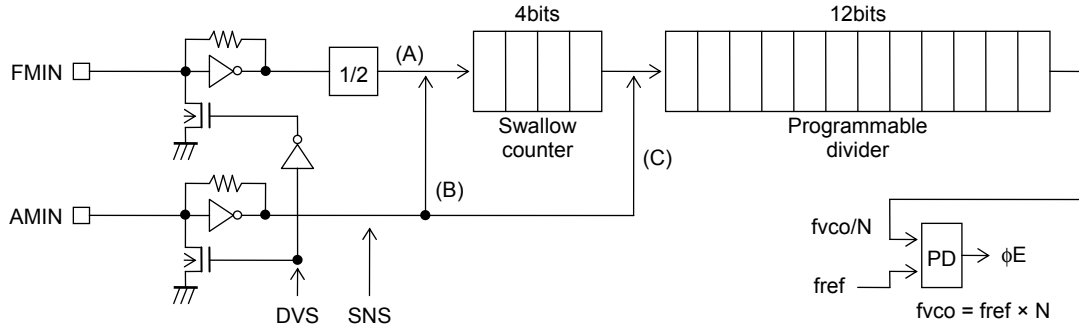 4bits
12bits
FMIN
1/2
(A)
Swallow
counter
Programmable
divider
(C)
(B)
AMIN
DVS
SNS
fvco/N
PD
ϕE
fref
fvco = fref × N